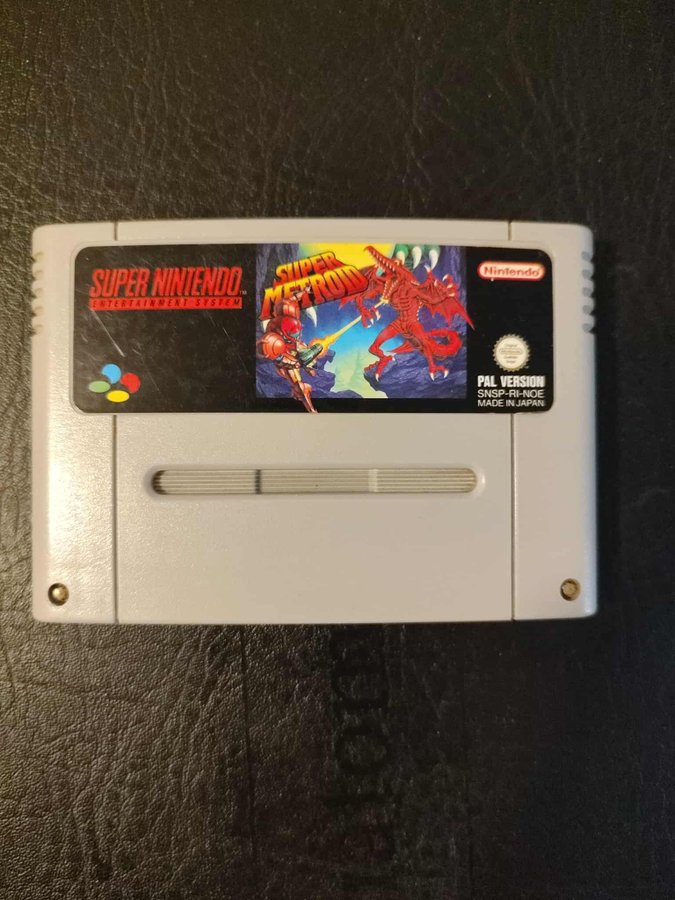 SUPER NINTENDO
ENTERTAINMENT SYSTEM
SUPER
METROID
Nintendo
PAL VERSION
SNSP-RI-NOE
MADE IN JAPAN